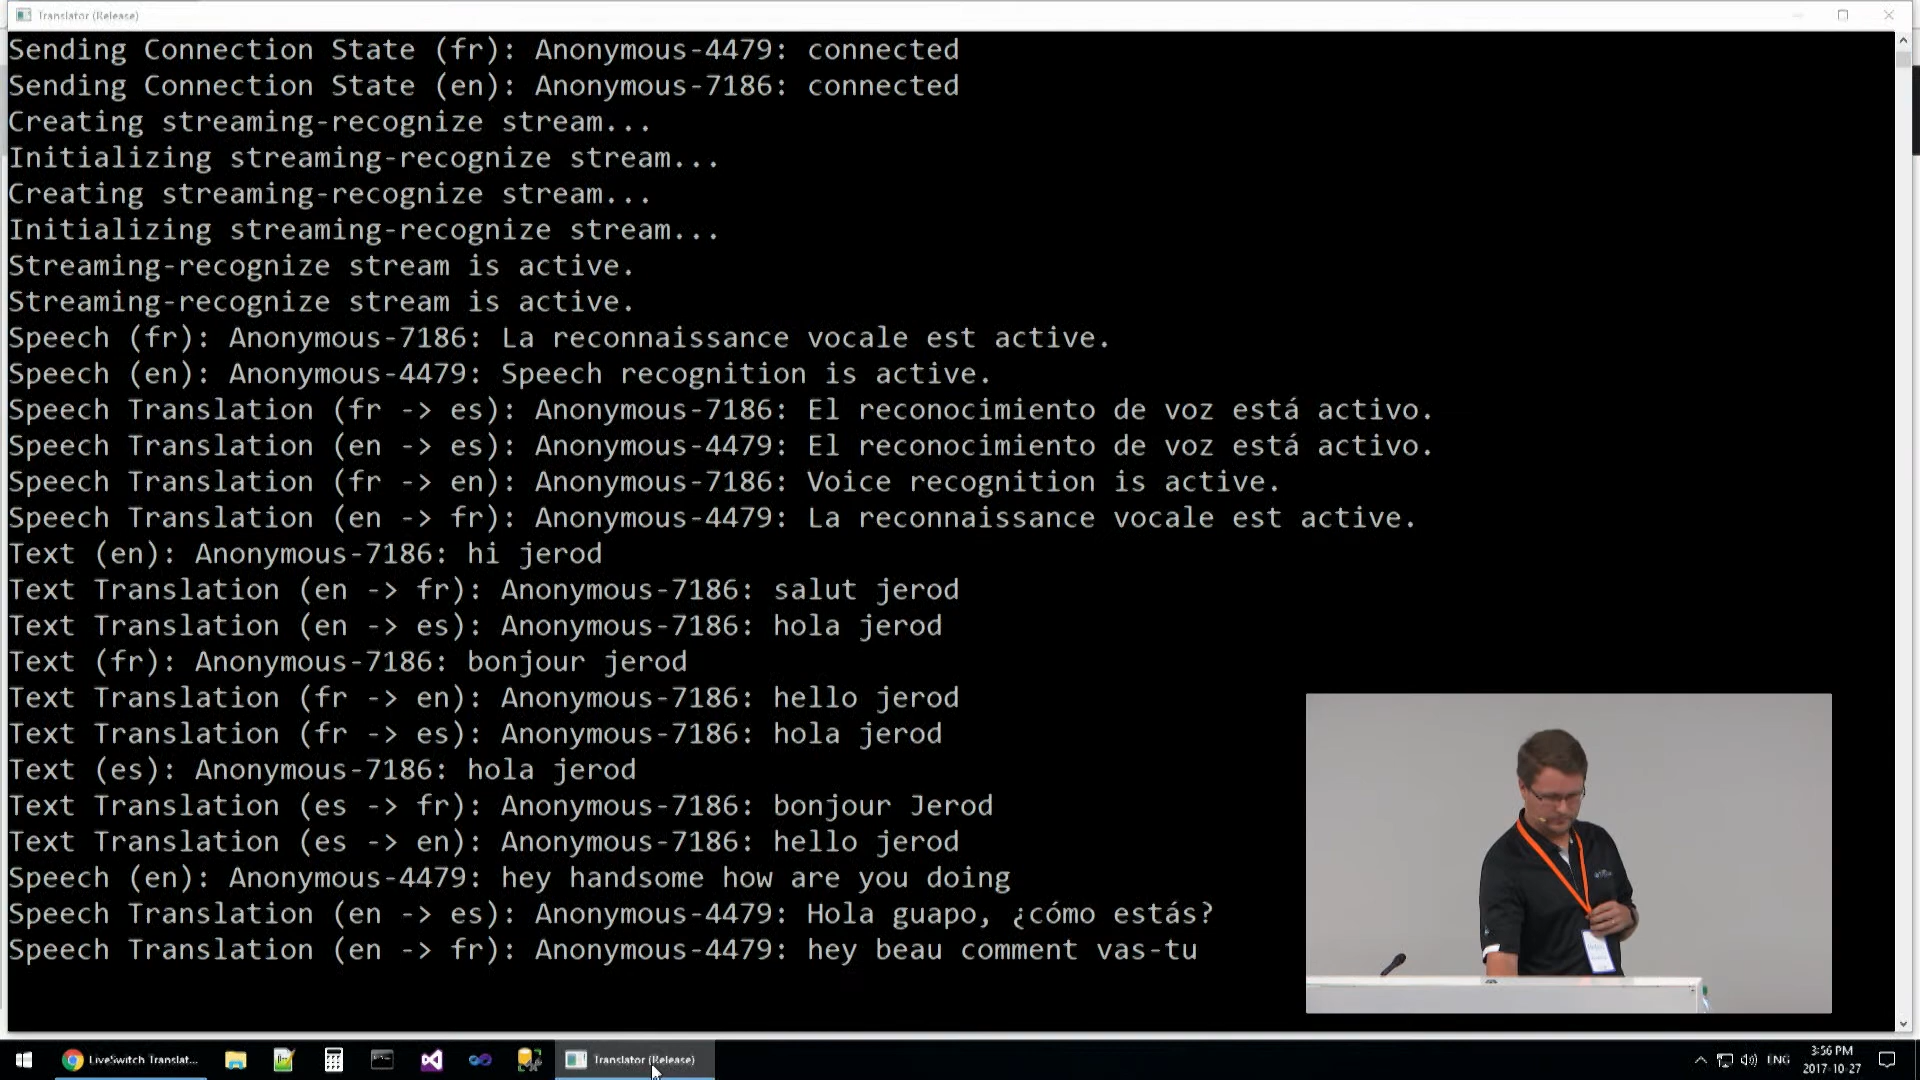 Translator (Release)
Sending Connection State (fr): Anonymous-4479: connected
Sending Connection State (en): Anonymous-7186: connected
Creating streaming-recognize stream...
Initializing streaming-recognize stream...
Creating streaming-recognize stream...
Initializing streaming-recognize stream...
Streaming-recognize stream is active.
Streaming-recognize stream is active.
Speech (fr): Anonymous-7186: La reconnaissance vocale est active.
Speech (en): Anonymous-4479: Speech recognition is active.
Speech Translation (fr -> es): Anonymous-7186: El reconocimiento de voz está activo.
Speech Translation (en -> es): Anonymous-4479: El reconocimiento de voz está activo.
Speech Translation (fr -> en): Anonymous-7186: Voice recognition is active.
Speech Translation (en -> fr): Anonymous-4479: La reconnaissance vocale est active.
Text (en): Anonymous-7186: hi jerod
Text Translation (en -> fr): Anonymous-7186: salut jerod
Text Translation (en -> es): Anonymous-7186: hola jerod
Text (fr): Anonymous-7186: bonjour jerod
Text Translation (fr -> en): Anonymous-7186: hello jerod
Text Translation (fr -> es): Anonymous-7186: hola jerod
Text (es): Anonymous-7186: hola jerod
Text Translation (es -> fr): Anonymous-7186: bonjour Jerod
Text Translation (es -> en): Anonymous-7186: hello jerod
Speech (en): Anonymous-4479: hey handsome how are you doing
Speech Translation (en -> es): Anonymous-4479: Hola guapo, ¿cómo estás?
Speech Translation (en -> fr): Anonymous-4479: hey beau comment vas-tu
LiveSwitch Translat...
Translator (Release)
ENG
3:56 PM
2017-10-27